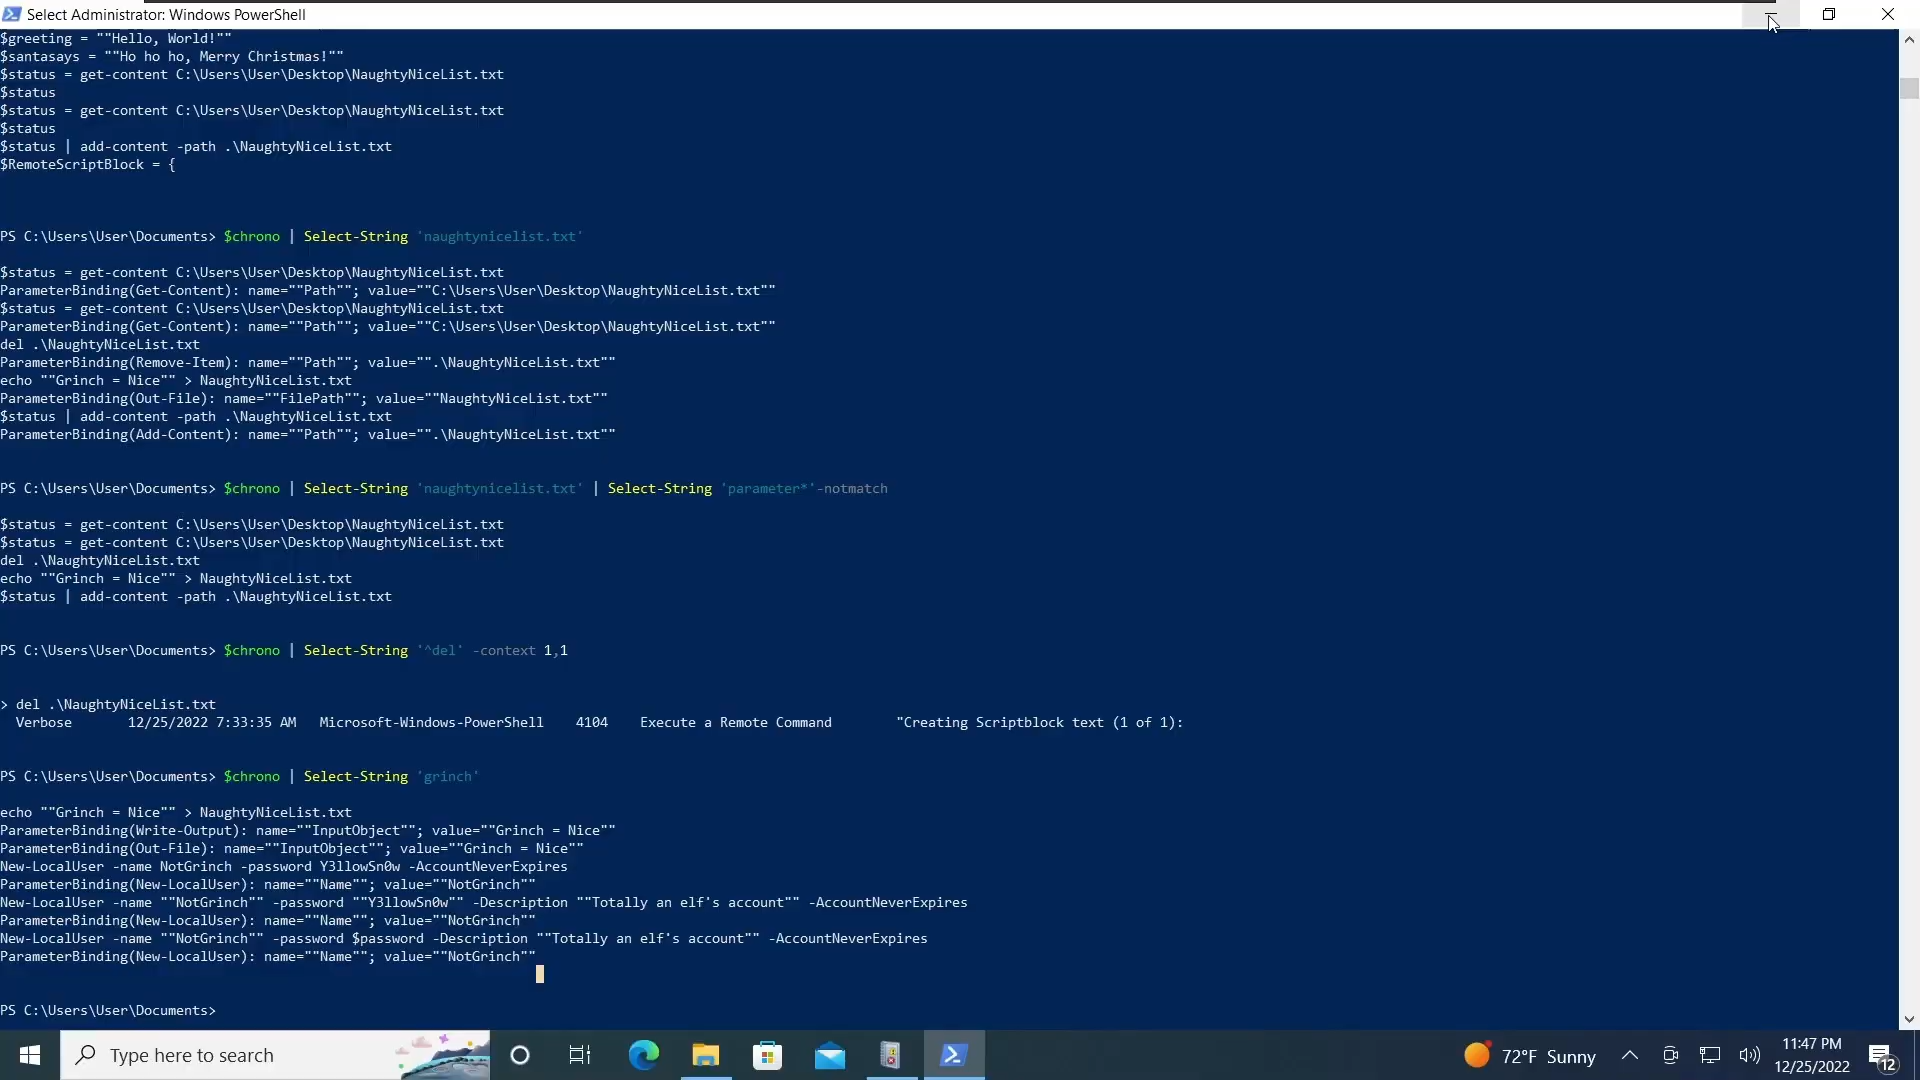 Select Administrator: Windows PowerShell
$greeting = ""Hello, World!""
$santasays = ""Ho ho ho, Merry Christmas!""
$status = get-content C:\Users\User\Desktop\NaughtyNiceList.txt
$status
$status = get-content C:\Users\User\Desktop\NaughtyNiceList.txt
$status
$status | add-content -path .\NaughtyNiceList.txt
$RemoteScriptBlock = {
PS C:\Users\User\Documents> $chrono | Select-String 'naughtynicelist.txt'
$status = get-content C:\Users\User\Desktop\NaughtyNiceList.txt
ParameterBinding(Get-Content): name=""Path""; value=""C:\Users\User\Desktop\NaughtyNiceList.txt""
$status = get-content C:\Users\User\Desktop\NaughtyNiceList.txt
ParameterBinding(Get-Content): name=""Path""; value=""C:\Users\User\Desktop\NaughtyNiceList.txt""
del .\NaughtyNiceList.txt
ParameterBinding(Remove-Item): name=""Path""; value="".\NaughtyNiceList.txt""
echo ""Grinch = Nice"" > NaughtyNiceList.txt
ParameterBinding(Out-File): name=""FilePath""; value=""NaughtyNiceList.txt""
$status | add-content -path .\NaughtyNiceList.txt
ParameterBinding(Add-Content): name=""Path""; value="".\NaughtyNiceList.txt""
PS C:\Users\User\Documents> $chrono | Select-String 'naughtynicelist.txt' | Select-String 'parameter*'-notmatch
$status = get-content C:\Users\User\Desktop\NaughtyNiceList.txt
$status = get-content C:\Users\User\Desktop\NaughtyNiceList.txt
del .\NaughtyNiceList.txt
echo ""Grinch = Nice"" > NaughtyNiceList.txt
$status | add-content -path .\NaughtyNiceList.txt
PS C:\Users\User\Documents> $chrono | Select-String '^del' -context 1,1
> del .\NaughtyNiceList.txt
Verbose 12/25/2022 7:33:35 AM Microsoft-Windows-PowerShell 4104 Execute a Remote Command "Creating Scriptblock text (1 of 1):
PS C:\Users\User\Documents> $chrono | Select-String 'grinch'
echo ""Grinch = Nice"" > NaughtyNiceList.txt
ParameterBinding(Write-Output): name=""InputObject""; value=""Grinch = Nice""
ParameterBinding(Out-File): name=""InputObject""; value=""Grinch = Nice""
New-LocalUser -name NotGrinch -password Y3llowSn0w -AccountNeverExpires
ParameterBinding(New-LocalUser): name=""Name""; value=""NotGrinch""
New-LocalUser -name ""NotGrinch"" -password ""Y3llowSn0w"" -Description ""Totally an elf's account"" -AccountNeverExpires
ParameterBinding(New-LocalUser): name=""Name""; value=""NotGrinch""
New-LocalUser -name ""NotGrinch"" -password $password -Description ""Totally an elf's account"" -AccountNeverExpires
ParameterBinding(New-LocalUser): name=""Name""; value=""NotGrinch""
PS C:\Users\User\Documents>
Type here to search
72°F Sunny
11:47 PM
12/25/2022
12